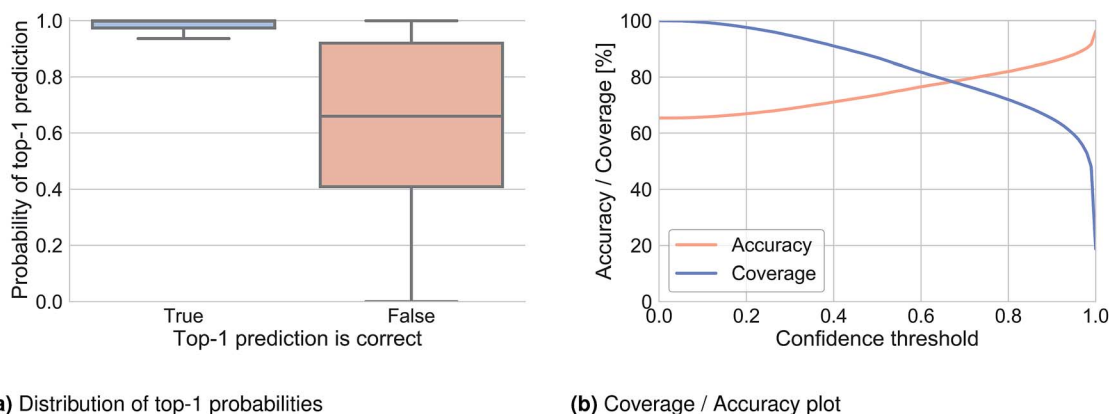 Probability of top-1 prediction
1.0
0.8
0.6
0.4
0.2
0.0
True False
Top-1 prediction is correct
Accuracy / Coverage [%]
100
80
60
40
20
0
Accuracy
Coverage
0.0 0.2 0.4 0.6 0.8 1.0
Confidence threshold
a) Distribution of top-1 probabilities
(b) Coverage / Accuracy plot